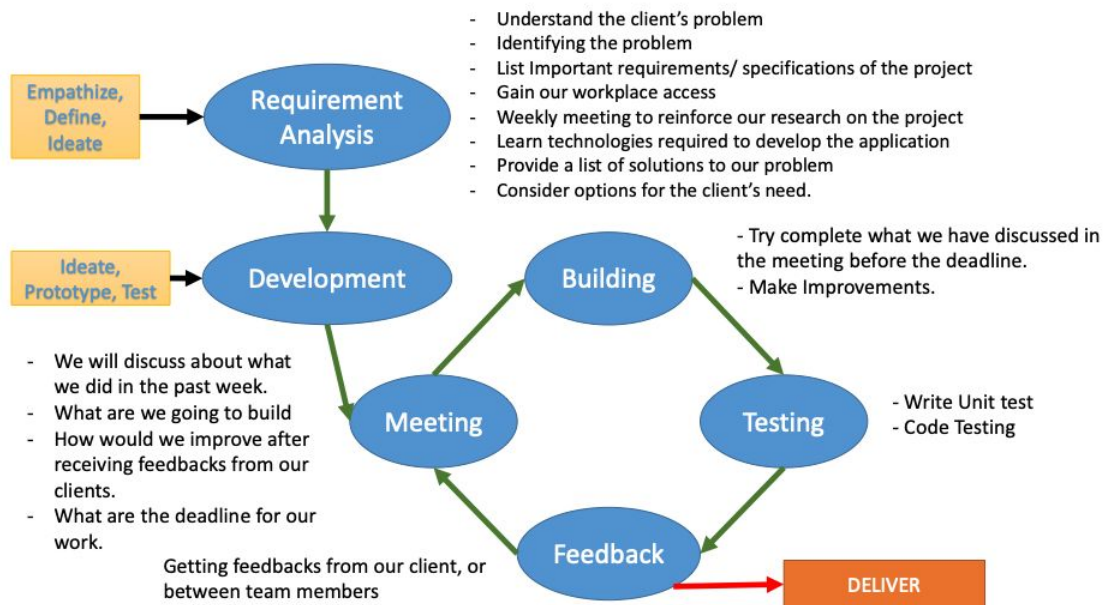 - Understand the client's problem
- Identifying the problem
- List Important requirements/ specifications of the project
- Gain our workplace access
- Weekly meeting to reinforce our research on the project
- Learn technologies required to develop the application
- Provide a list of solutions to our problem
- Consider options for the client's need.
Empathize,
Define,
Ideate
Requirement
Analysis
Ideate,
Prototype, Test
Development
Building
- Try complete what we have discussed in
the meeting before the deadline.
- Make Improvements.
- We will discuss about what
we did in the past week.
- What are we going to build
- How would we improve after
receiving feedbacks from our
clients.
- What are the deadline for our
work.
Meeting
Testing
- Write Unit test
- Code Testing
Feedback
Getting feedbacks from our client, or
between team members
DELIVER